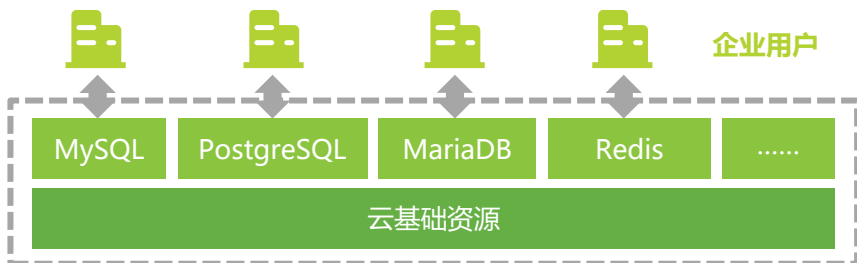 企业用户
MySQL PostgreSQL MariaDB Redis ......
云基础资源